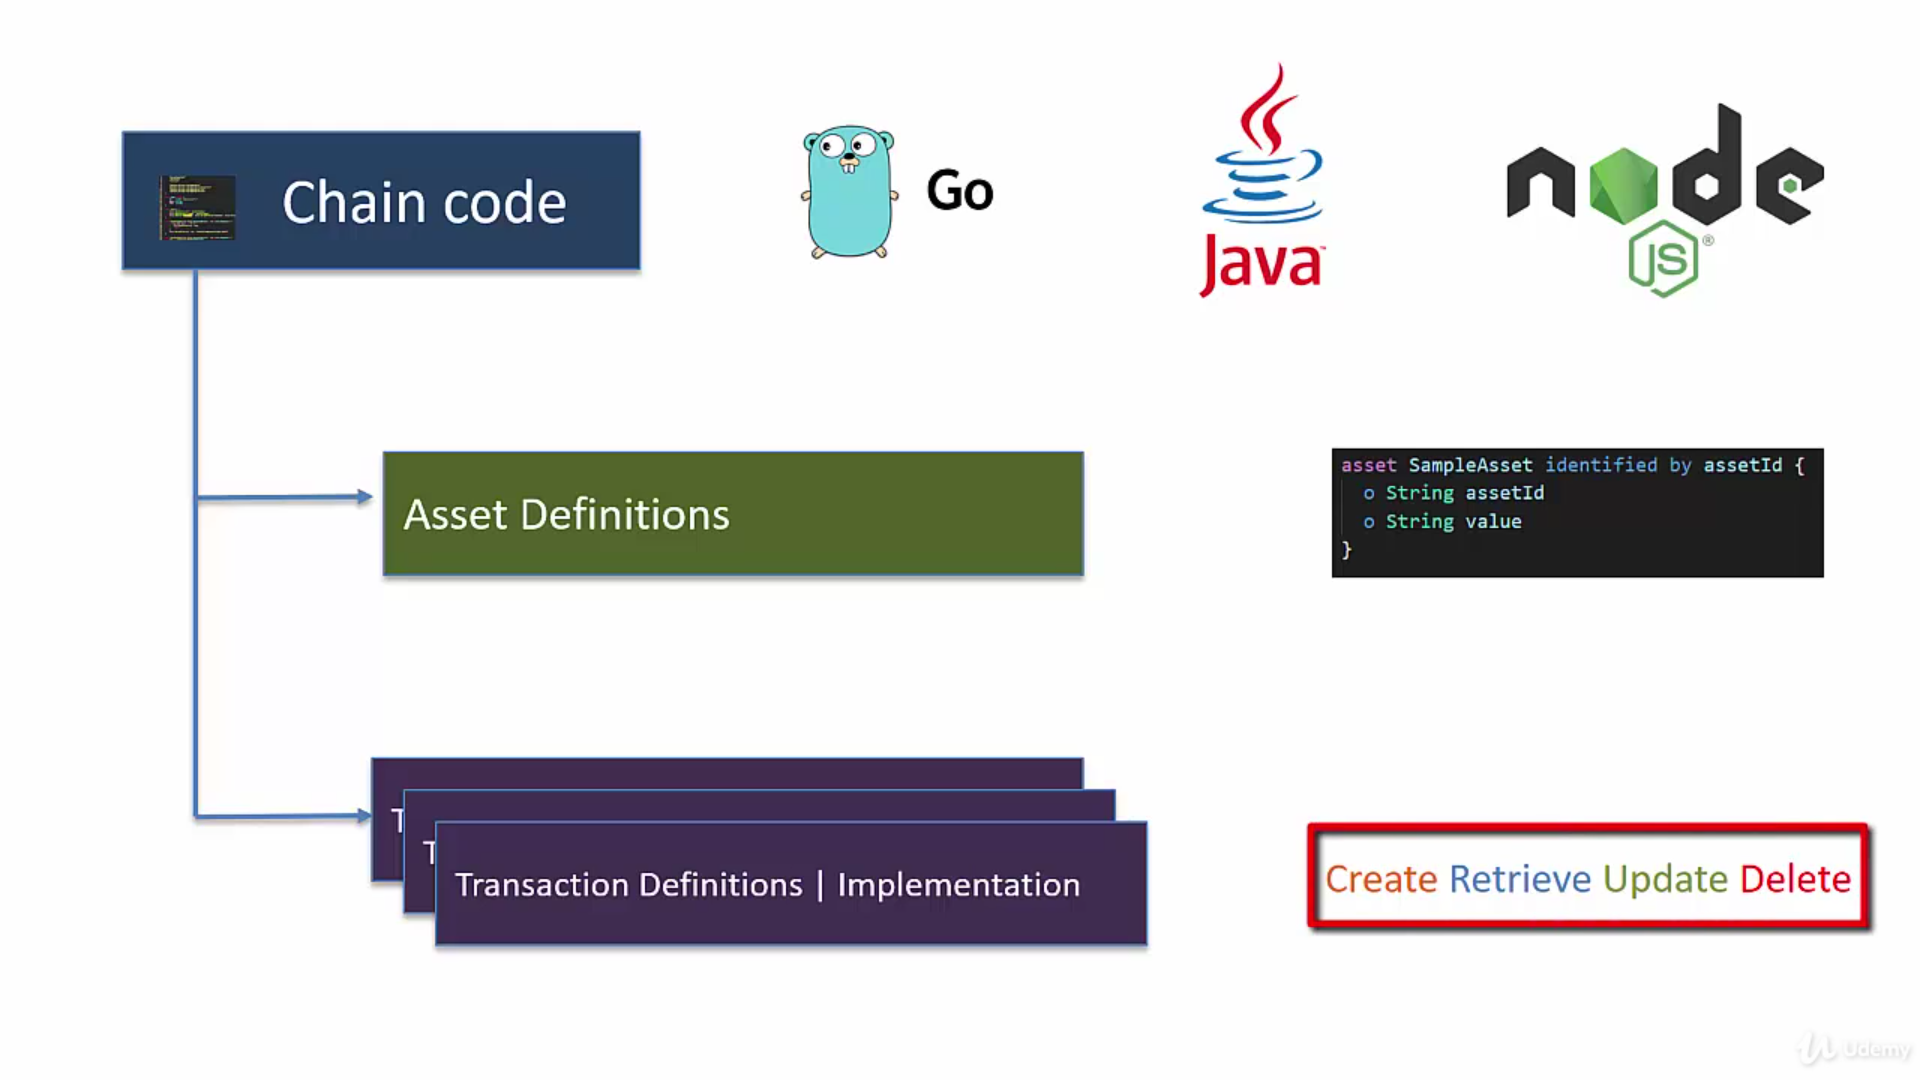 Chain code
Go
Java™
node
JS®
Asset Definitions
asset SampleAsset identified by assetId {
o String assetId
o String value
}
T
T
Transaction Definitions | Implementation
Create Retrieve Update Delete
Udemy